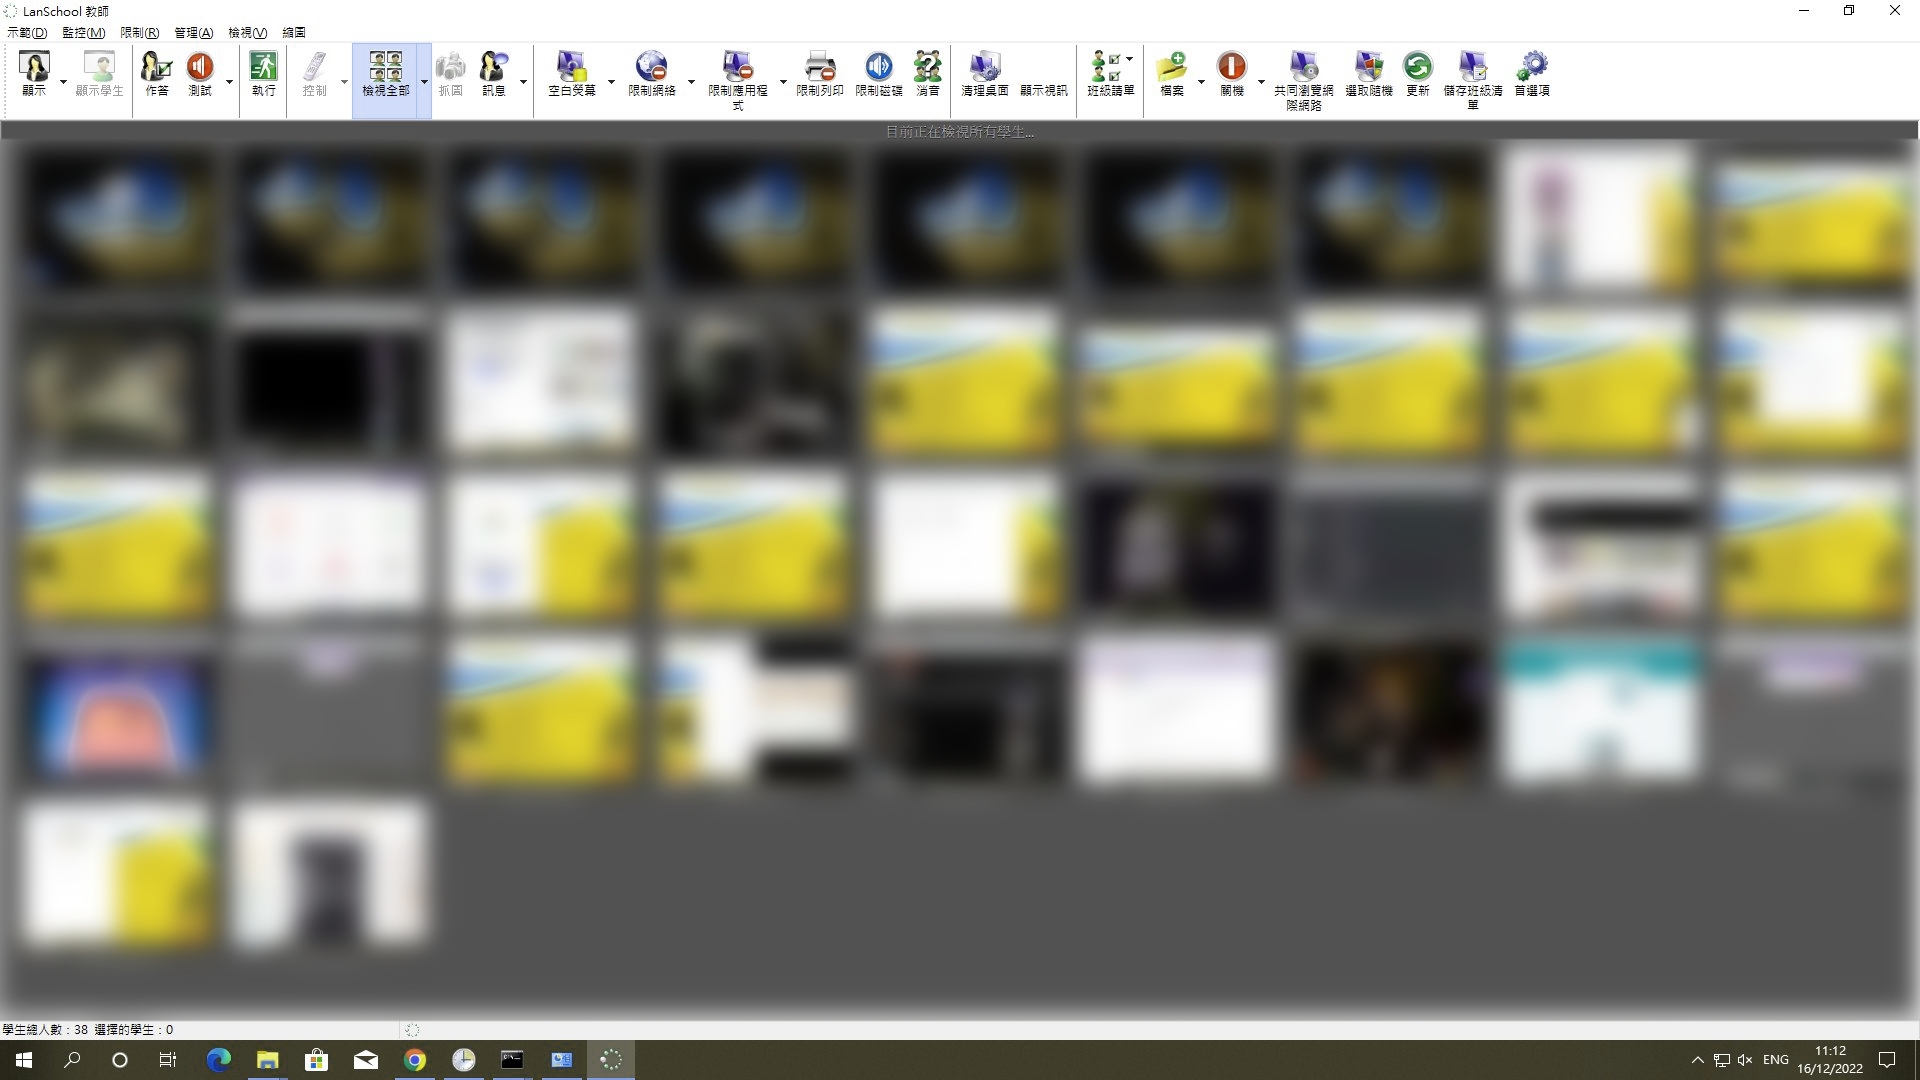 LanSchool 教師
示範(D) 監控(M) 限制(R) 管理(A) 檢視(V) 縮圖
顯示 顯示學生 作答 測試 執行 控制 檢視全部 抓圖 訊息 空白熒幕 限制網絡 限制應用程式 限制列印 限制磁碟 消音 清理桌面 顯示視訊 班級請單 檔案 關機 共同瀏覽網際網路 選取隨機 更新 儲存班級清單 首選項
目前正在檢視所有學生...
學生總人數：38 選擇的學生：0
ENG
11:12
16/12/2022